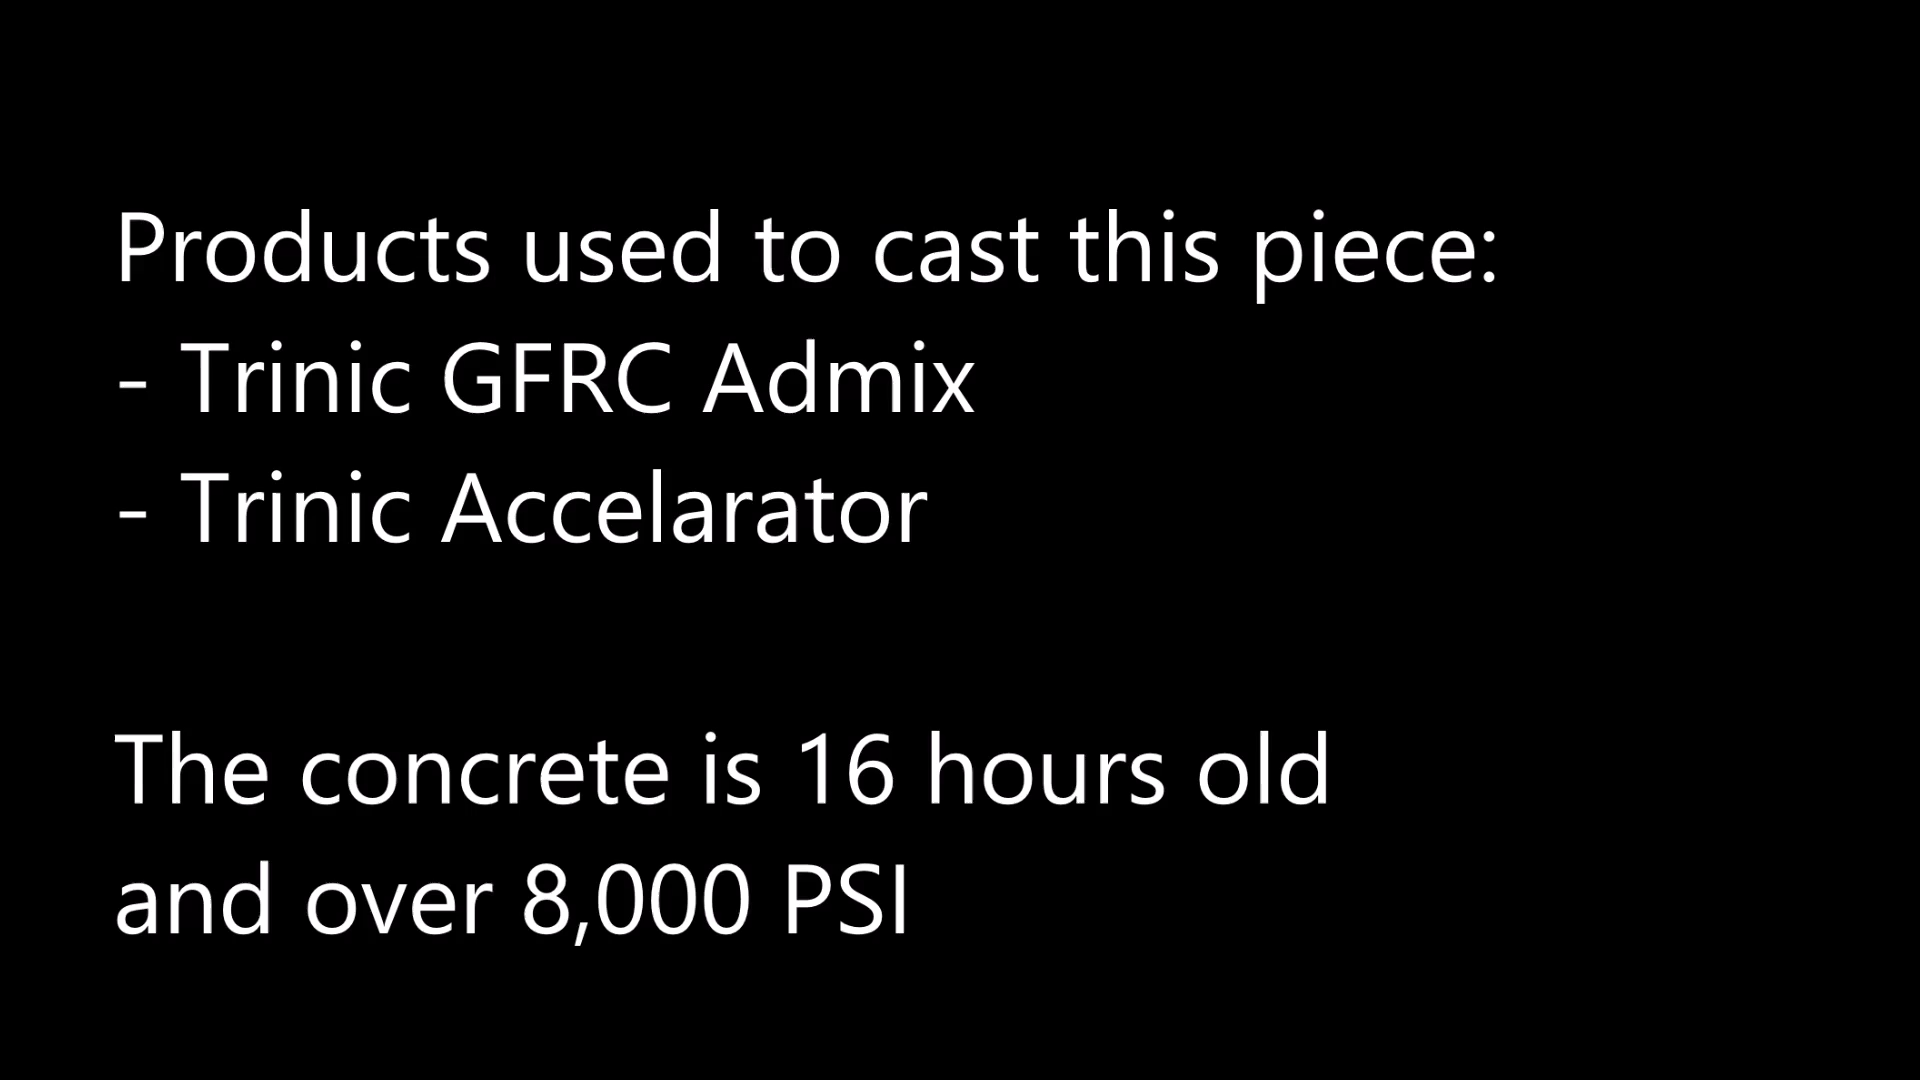 Products used to cast this piece:
- Trinic GFRC Admix
- Trinic Accelarator
The concrete is 16 hours old
and over 8,000 PSI